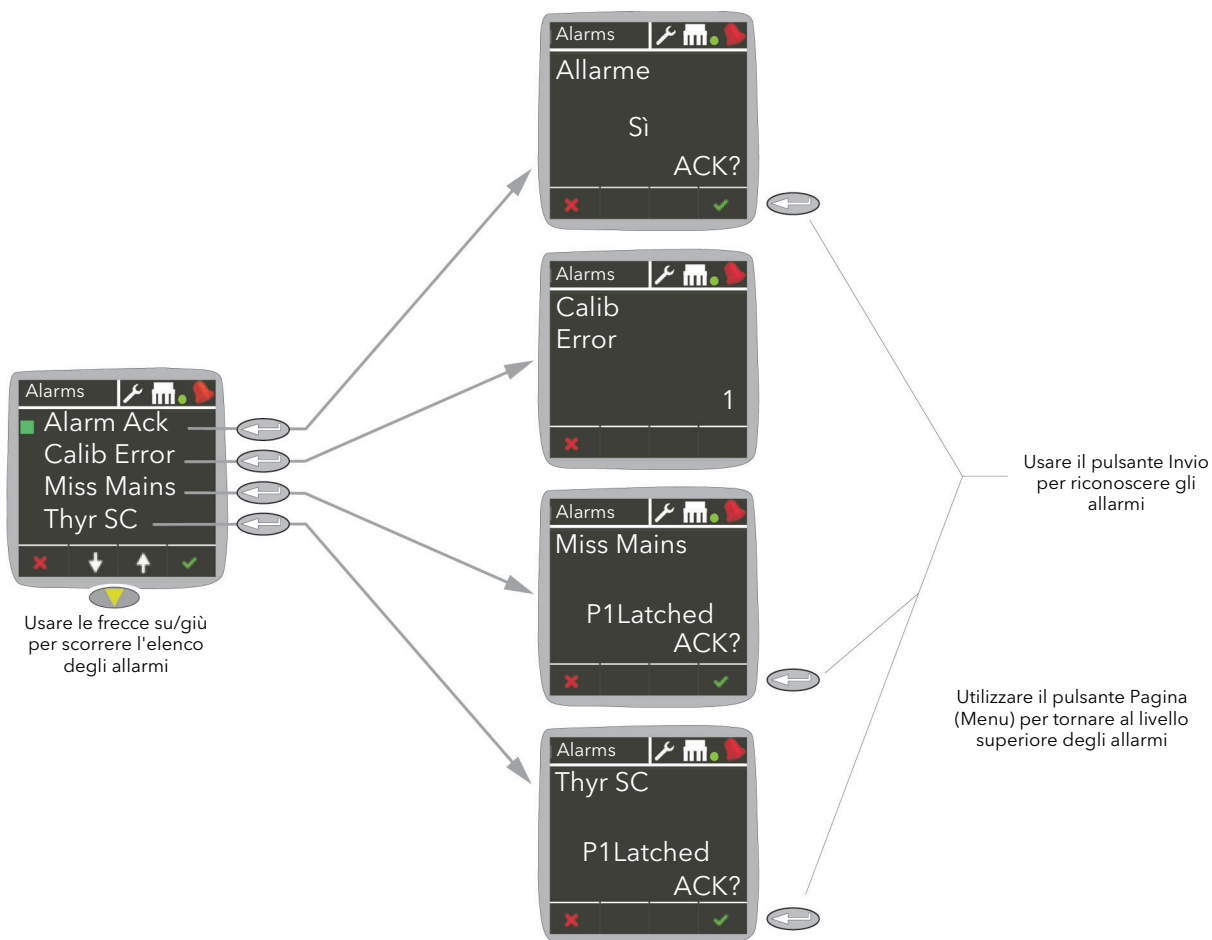 Alarms
Alarm Ack
Calib Error
Miss Mains
Thyr SC
Usare le frecce su/giù
per scorrere l'elenco
degli allarmi
Alarms
Allarme
Sì
ACK?
Alarms
Calib
Error
1
Alarms
Miss Mains
P1Latched
ACK?
Alarms
Thyr SC
P1Latched
ACK?
Usare il pulsante Invio
per riconoscere gli
allarmi
Utilizzare il pulsante Pagina
(Menu) per tornare al livello
superiore degli allarmi